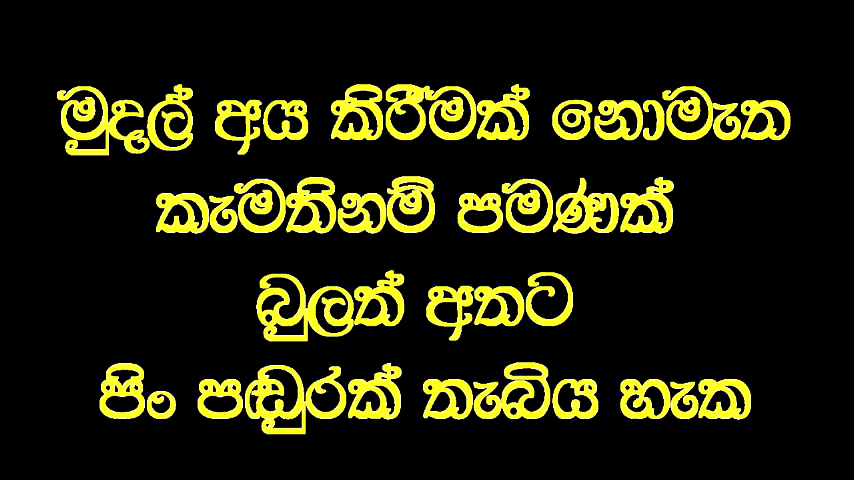 මුදල් අය කිරීමක් නොමැත
කැමතිනම් පමණක්
බුලත් අතට
පිං පඬුරක් තැබිය හැක